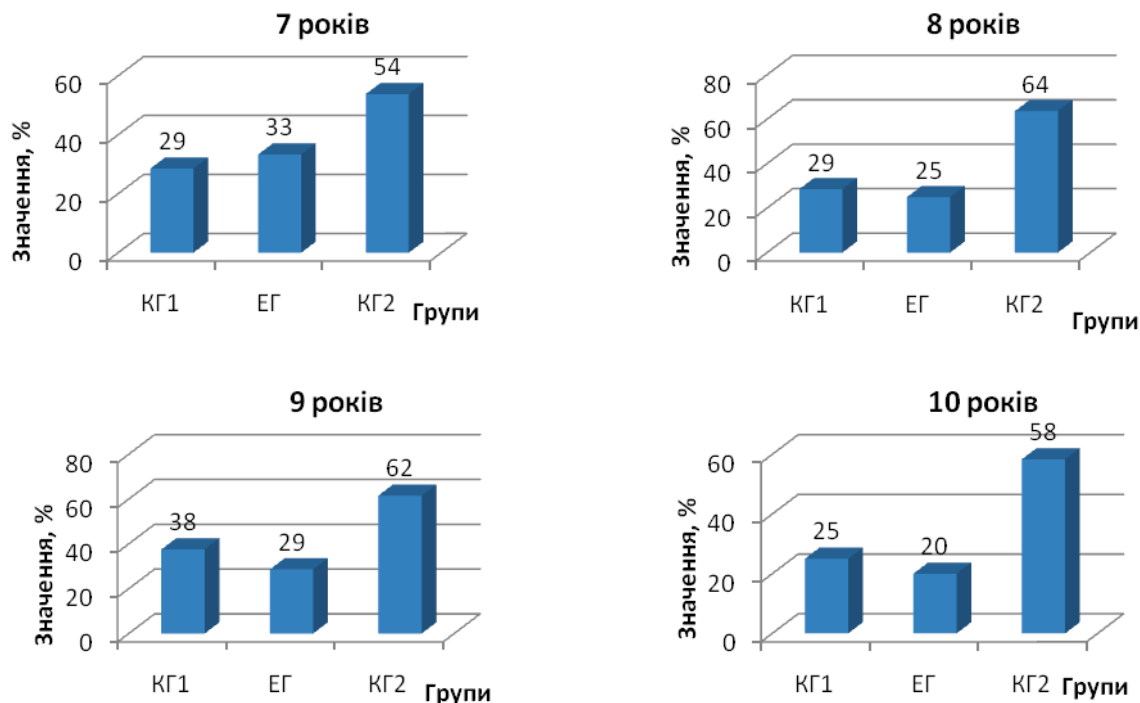 7 років
60
40
20
0
Значення, %
29
33
54
КГ1
ЕГ
КГ2
Групи
8 років
80
60
40
20
0
Значення, %
29
25
64
КГ1
ЕГ
КГ2
Групи
9 років
80
60
40
20
0
Значення, %
38
29
62
КГ1
ЕГ
КГ2
Групи
10 років
60
40
20
0
Значення, %
25
20
58
КГ1
ЕГ
КГ2
Групи